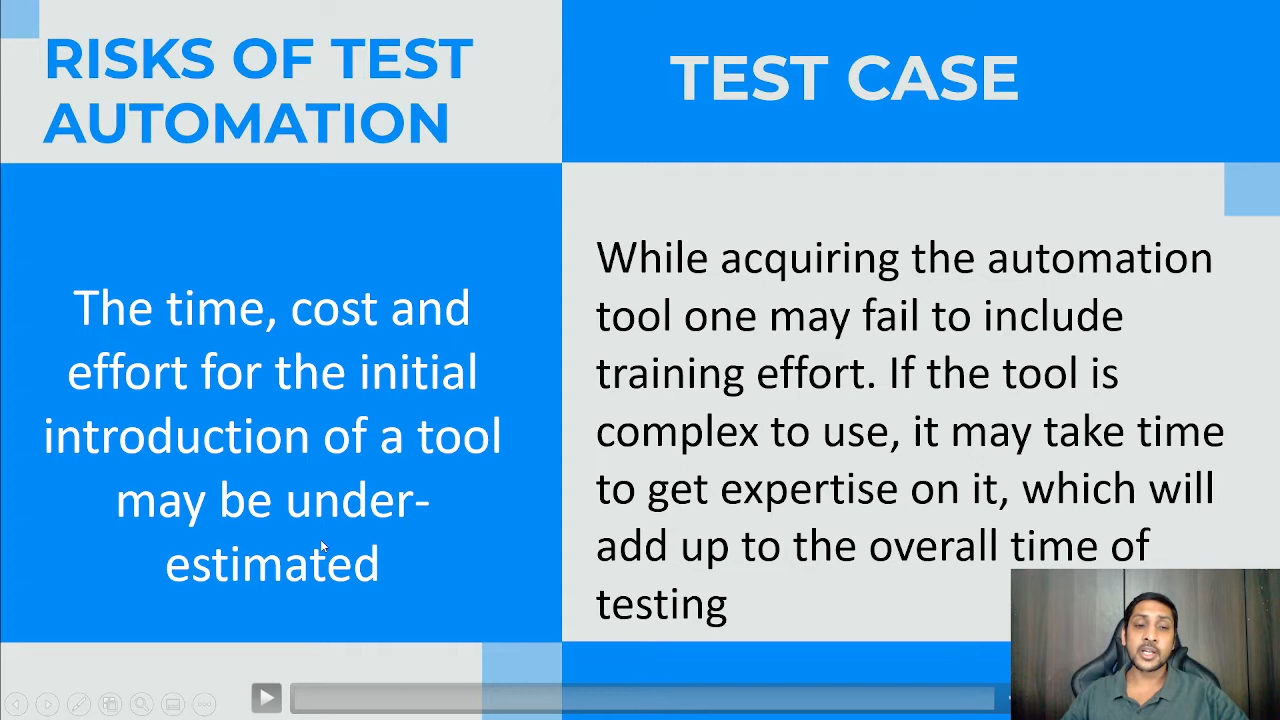 RISKS OF TEST
AUTOMATION
TEST CASE
The time, cost and
effort for the initial
introduction of a tool
may be under-
estimated
While acquiring the automation
tool one may fail to include
training effort. If the tool is
complex to use, it may take time
to get expertise on it, which will
add up to the overall time of
testing